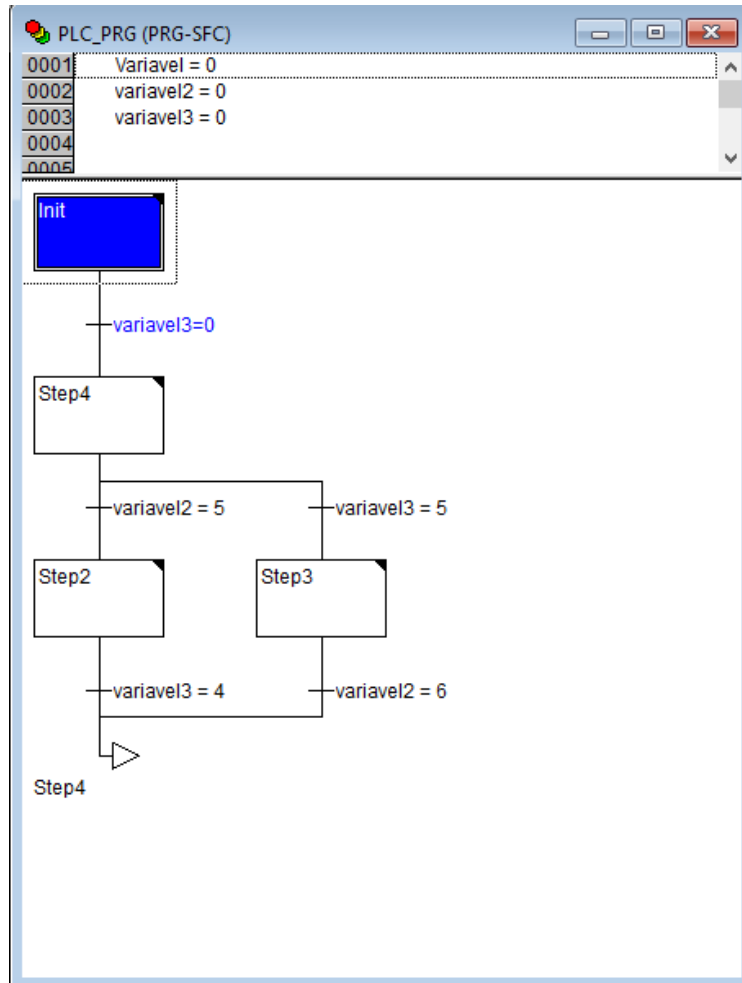 PLC_PRG (PRG-SFC)
0001 Variavel = 0
0002 variavel2 = 0
0003 variavel3 = 0
0004
0005
Init
variavel3=0
Step4
variavel2 = 5 variavel3 = 5
Step2 Step3
variavel3 = 4 variavel2 = 6
Step4